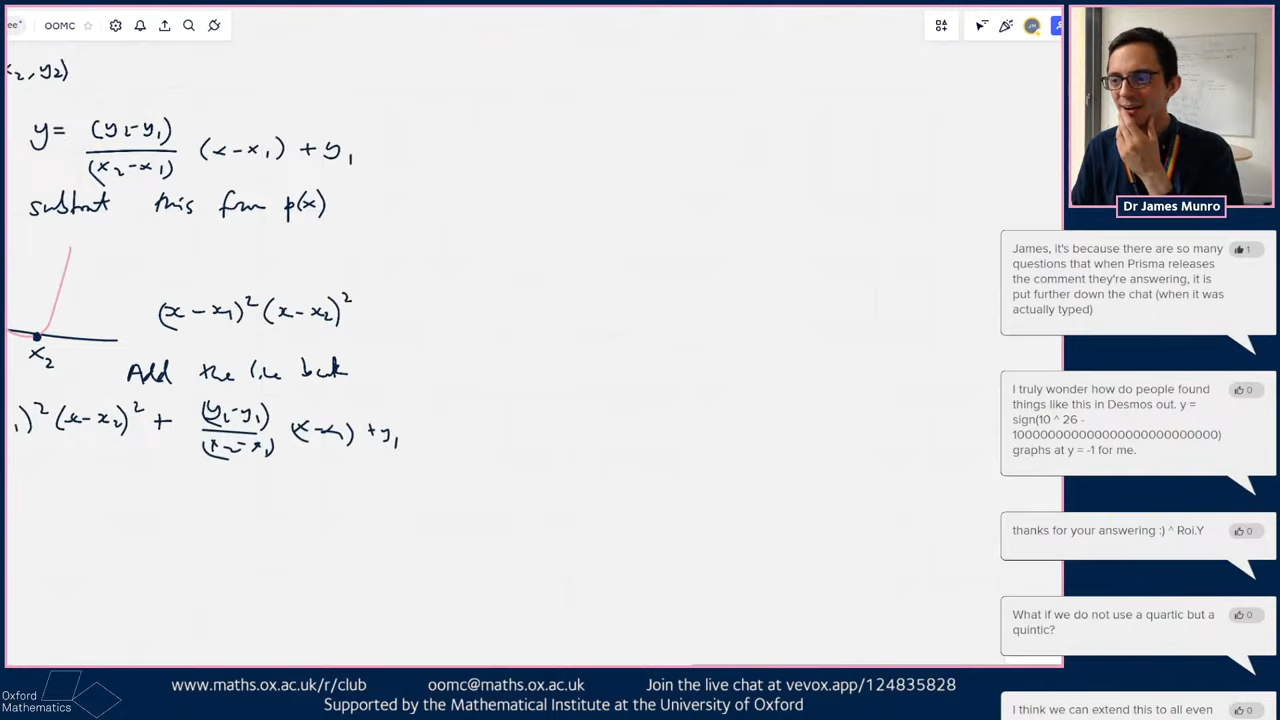 ee
OOMC
x₂, y₂)
y= (y₂-y₁)
(x₂-x₁) (x-x₁) + y₁
subtract this from p(x)
(x-x₁)²(x-x₂)²
x₂
Add the line back
₁)²(x-x₂)² + (y₂-y₁)
(x₂-x₁) (x-x₁) + y₁
Dr James Munro
James, it's because there are so many
questions that when Prisma releases
the comment they're answering, it is
put further down the chat (when it was
actually typed)
1
I truly wonder how do people found
things like this in Desmos out. y =
sign(10 ^ 26 -
100000000000000000000000000)
graphs at y = -1 for me.
0
thanks for your answering :) ^ Roi.Y
0
What if we do not use a quartic but a
quintic?
0
I think we can extend this to all even
0
Oxford
Mathematics
www.maths.ox.ac.uk/r/club oomc@maths.ox.ac.uk Join the live chat at vevox.app/124835828
Supported by the Mathematical Institute at the University of Oxford